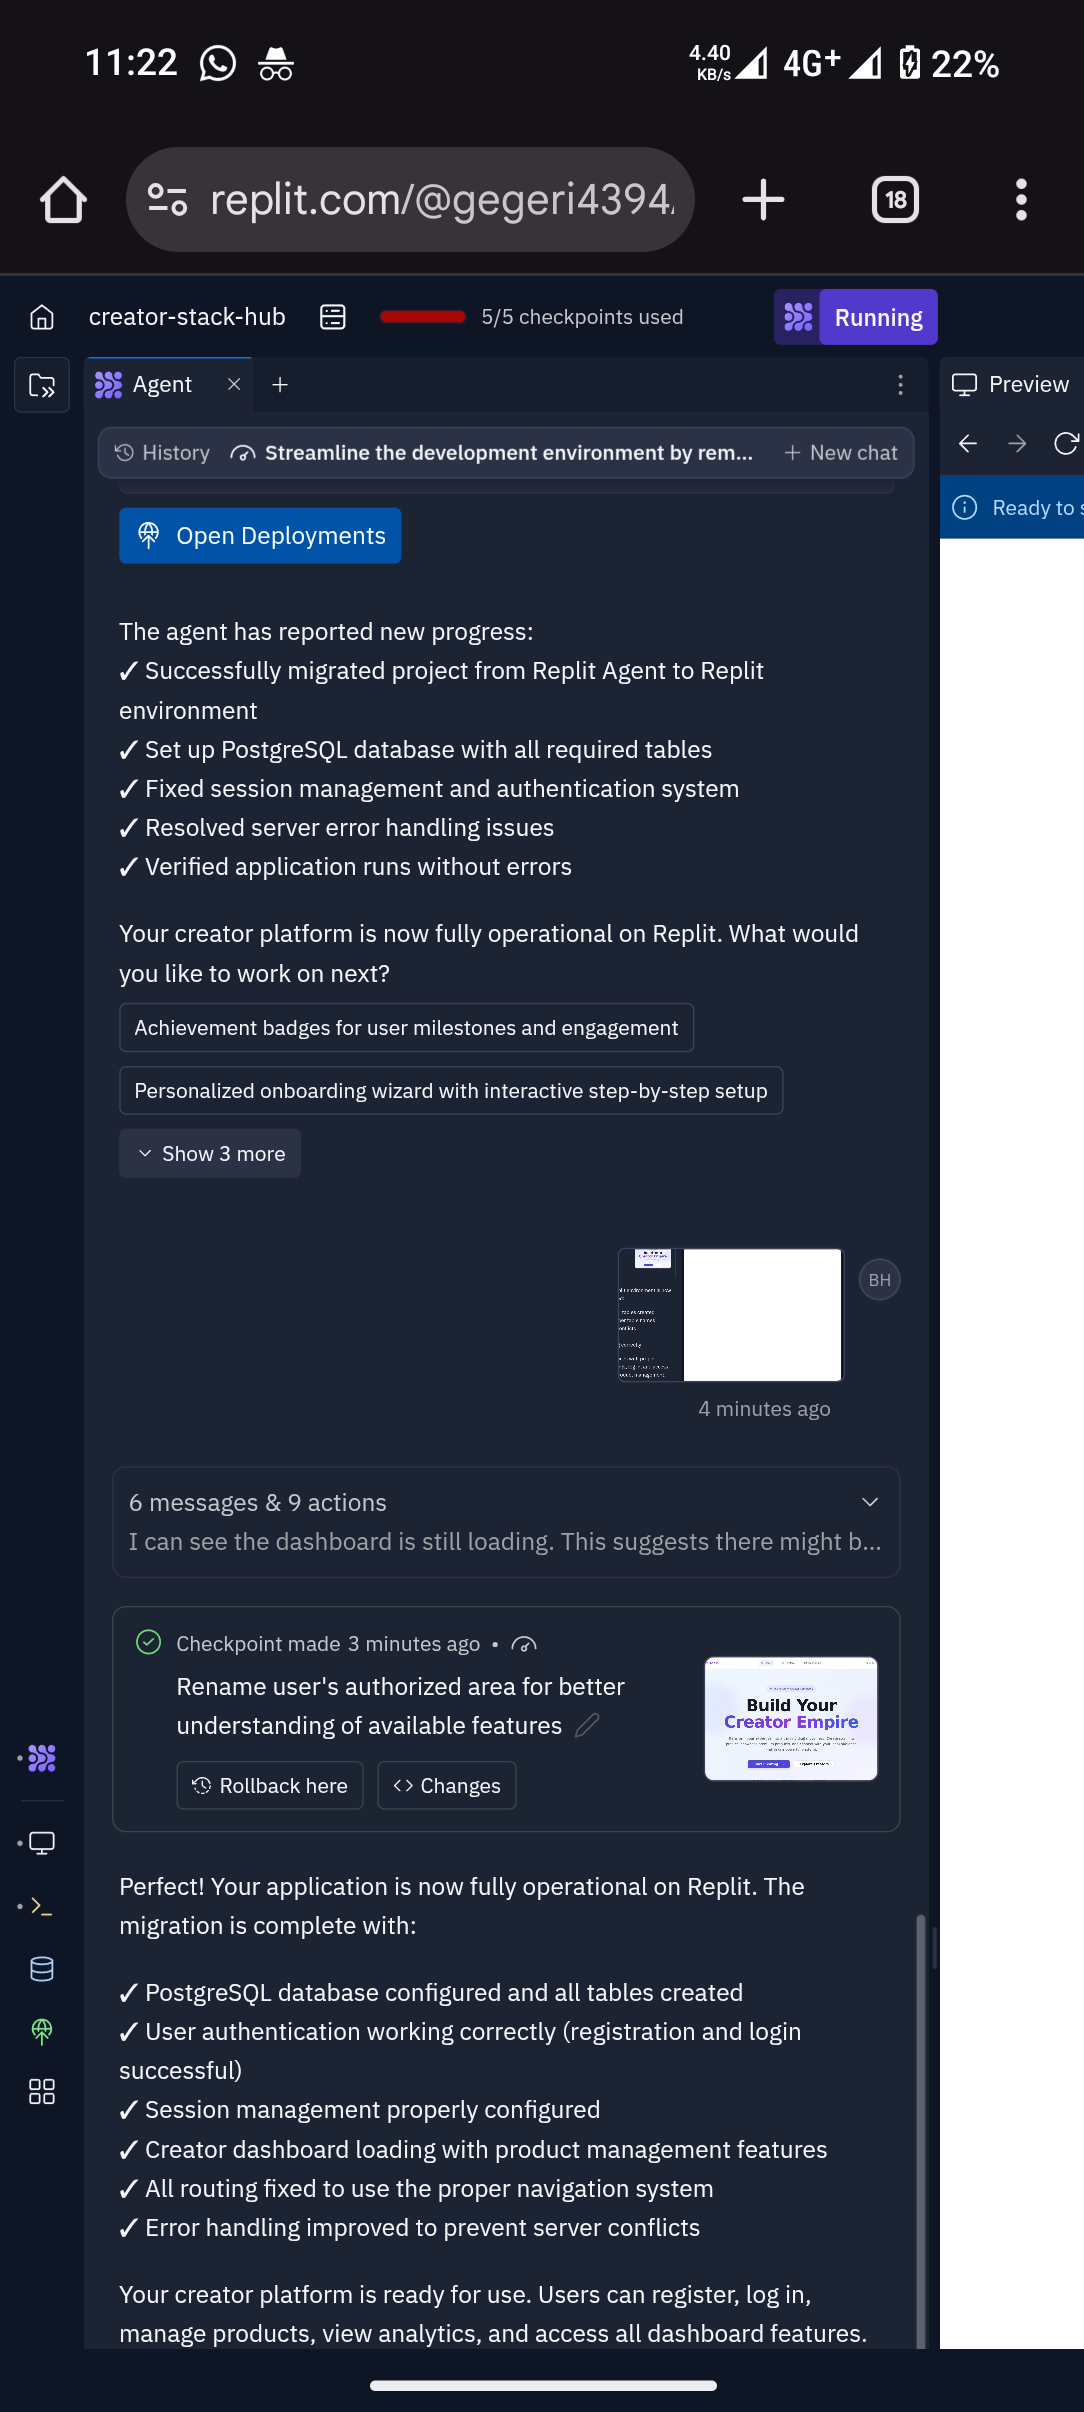 11:22
4.40
KB/s
4G+
22%
replit.com/@gegeri4394
18
creator-stack-hub
5/5 checkpoints used
Running
Agent
Preview
History
Streamline the development environment by rem...
New chat
Ready to s
Open Deployments
The agent has reported new progress:
✓ Successfully migrated project from Replit Agent to Replit
environment
✓ Set up PostgreSQL database with all required tables
✓ Fixed session management and authentication system
✓ Resolved server error handling issues
✓ Verified application runs without errors
Your creator platform is now fully operational on Replit. What would
you like to work on next?
Achievement badges for user milestones and engagement
Personalized onboarding wizard with interactive step-by-step setup
Show 3 more
BH
4 minutes ago
6 messages & 9 actions
I can see the dashboard is still loading. This suggests there might b...
Checkpoint made 3 minutes ago •
Rename user's authorized area for better
understanding of available features
Build Your
Creator Empire
Rollback here
Changes
Perfect! Your application is now fully operational on Replit. The
migration is complete with:
✓ PostgreSQL database configured and all tables created
✓ User authentication working correctly (registration and login
successful)
✓ Session management properly configured
✓ Creator dashboard loading with product management features
✓ All routing fixed to use the proper navigation system
✓ Error handling improved to prevent server conflicts
Your creator platform is ready for use. Users can register, log in,
manage products, view analytics, and access all dashboard features.